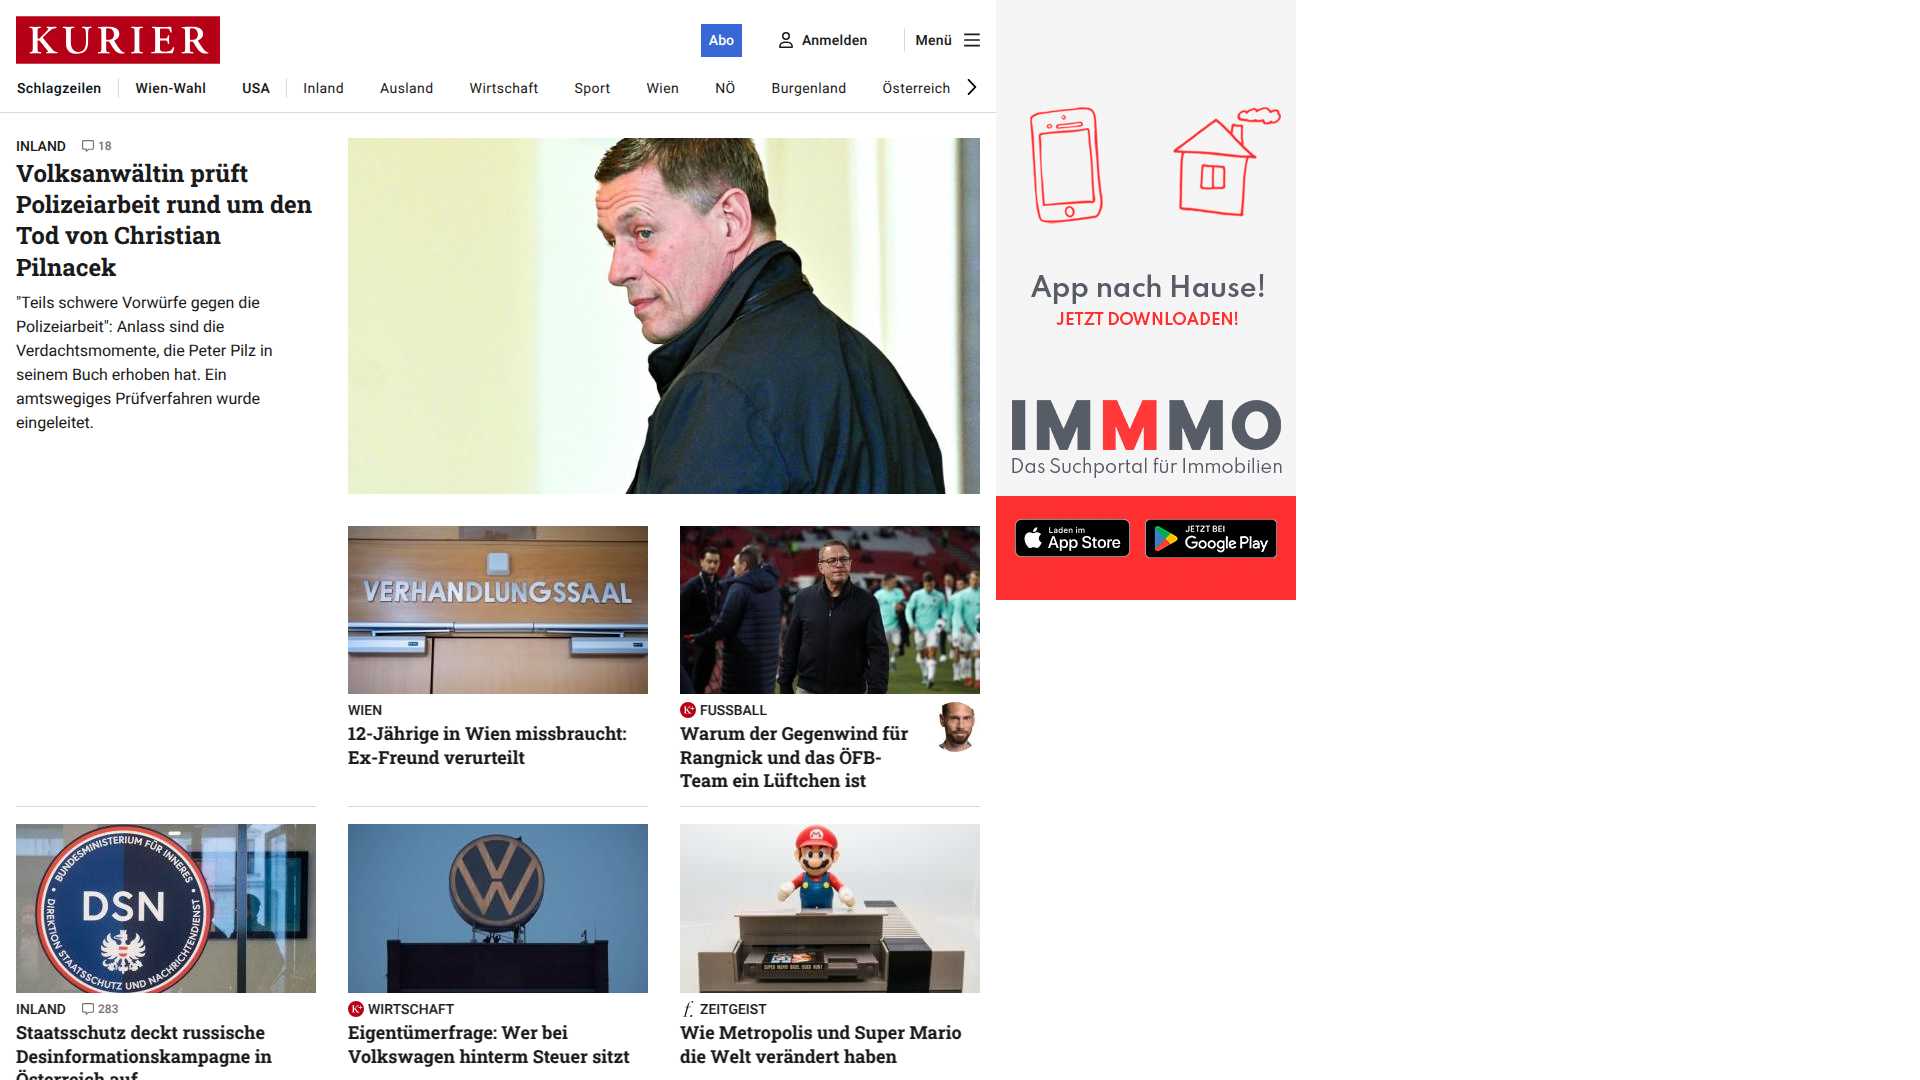 KURIER
Abo
Anmelden
Menü
Schlagzeilen
Wien-Wahl
USA
Inland
Ausland
Wirtschaft
Sport
Wien
NÖ
Burgenland
Österreich
INLAND 18
Volksanwältin prüft
Polizeiarbeit rund um den
Tod von Christian
Pilnacek
"Teils schwere Vorwürfe gegen die
Polizeiarbeit": Anlass sind die
Verdachtsmomente, die Peter Pilz in
seinem Buch erhoben hat. Ein
amtswegiges Prüfverfahren wurde
eingeleitet.
VERHANDLUNGSSAAL
WIEN
12-Jährige in Wien missbraucht:
Ex-Freund verurteilt
K+ FUSSBALL
Warum der Gegenwind für
Rangnick und das ÖFB-
Team ein Lüftchen ist
BUNDESMINISTERIUM FÜR INNERES
DSN
DIREKTION STAATSSCHUTZ UND NACHRICHTENDIENST
INLAND 283
Staatsschutz deckt russische
Desinformationskampagne in
Österreich auf
K+ WIRTSCHAFT
Eigentümerfrage: Wer bei
Volkswagen hinterm Steuer sitzt
f. ZEITGEIST
Wie Metropolis und Super Mario
die Welt verändert haben
App nach Hause!
JETZT DOWNLOADEN!
IMMMO
Das Suchportal für Immobilien
Laden im
App Store
JETZT BEI
Google Play